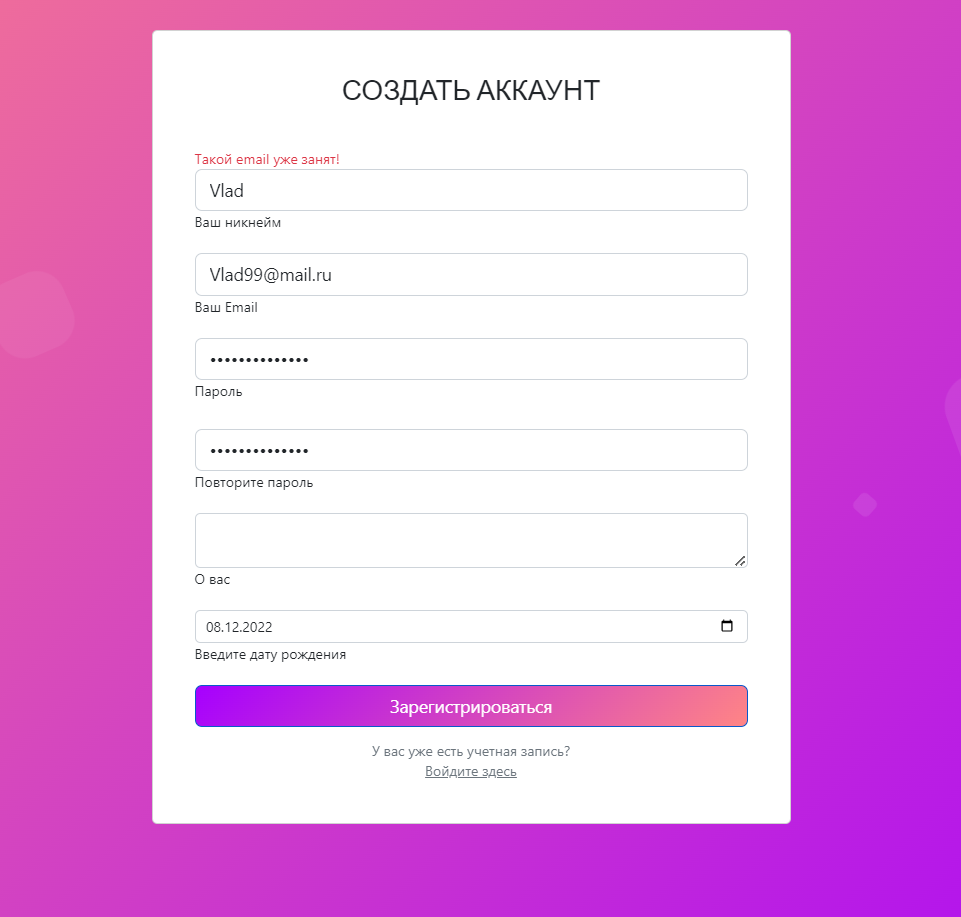 СОЗДАТЬ АККАУНТ
Такой email уже занят!
Vlad
Ваш никнейм
Vlad99@mail.ru
Ваш Email
••••••••••••••
Пароль
••••••••••••••
Повторите пароль
О вас
08.12.2022
Введите дату рождения
Зарегистрироваться
У вас уже есть учетная запись?
Войдите здесь